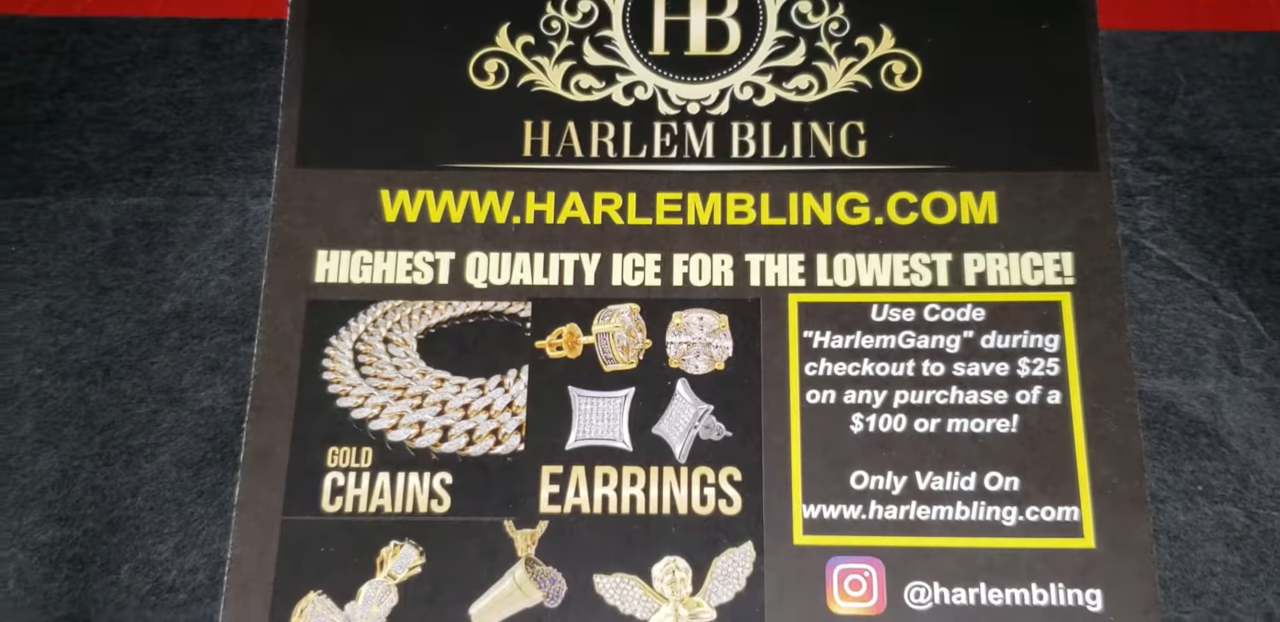 HB
HARLEM BLING
WWW.HARLEMBLING.COM
HIGHEST QUALITY ICE FOR THE LOWEST PRICE!
GOLD
CHAINS
EARRINGS
Use Code
"HarlemGang" during
checkout to save $25
on any purchase of a
$100 or more!
Only Valid On
www.harlembling.com
@harlembling